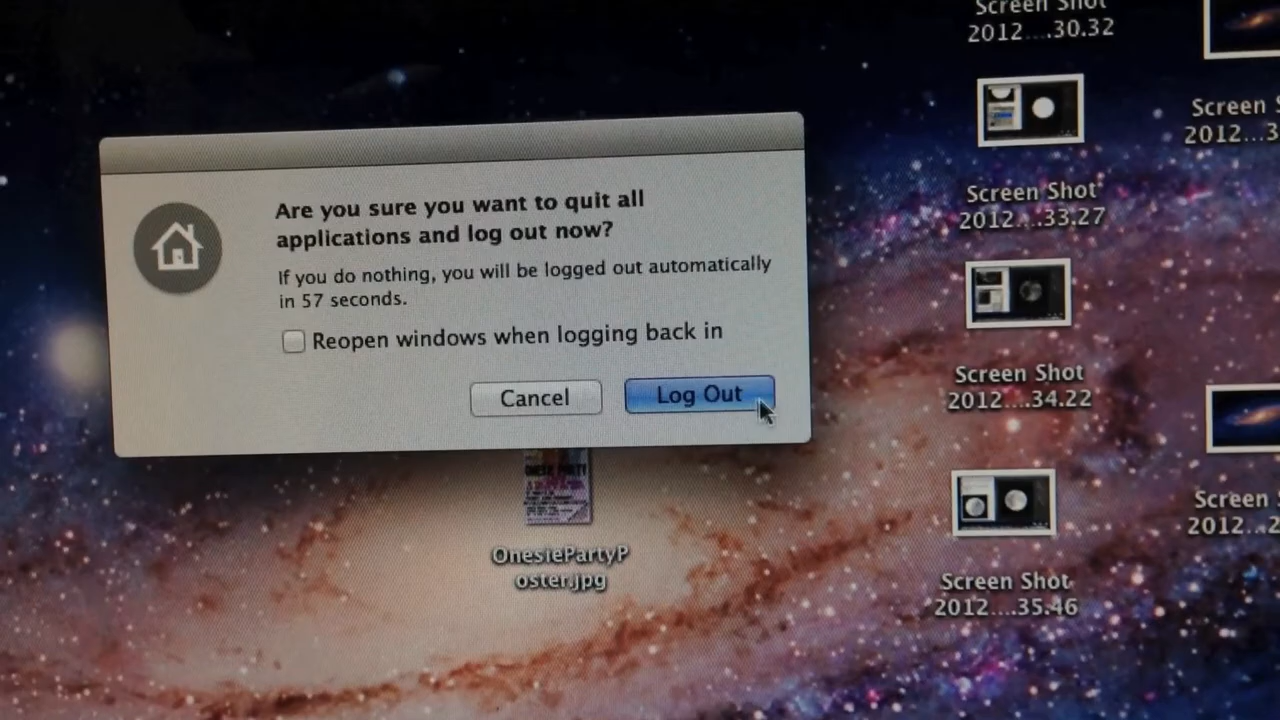 Are you sure you want to quit all
applications and log out now?
If you do nothing, you will be logged out automatically
in 57 seconds.
Reopen windows when logging back in
Cancel
Log Out
ONESIE PARTY
OnesiePartyP
oster.jpg
Screen Shot
2012....30.32
Screen Shot
2012....33.27
Screen Shot
2012....34.22
Screen Shot
2012....35.46
Screen
2012...3
Screen
2012...2